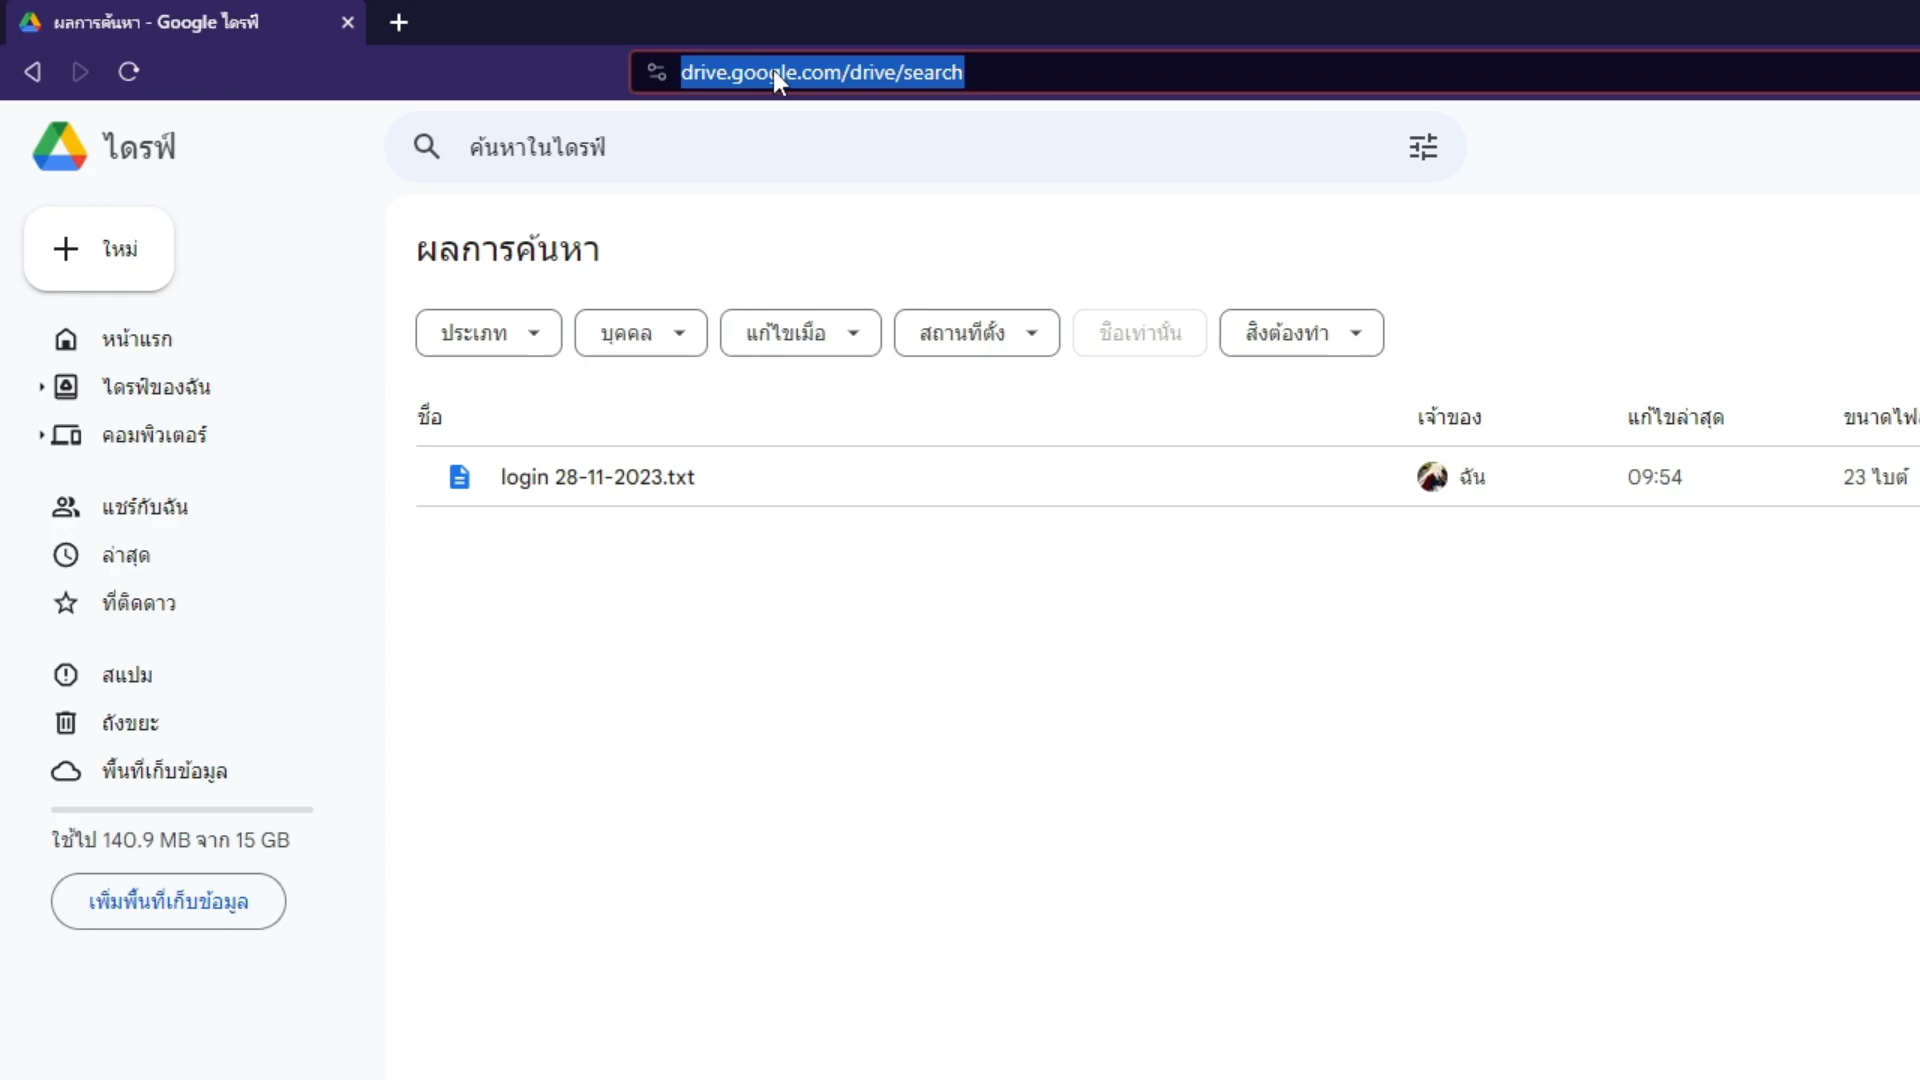 ผลการค้นหา - Google ไดรฟ์
drive.google.com/drive/search
ไดรฟ์
ค้นหาในไดรฟ์
ใหม่
ผลการค้นหา
ประเภท
บุคคล
แก้ไขเมื่อ
สถานที่ตั้ง
ชื่อเท่านั้น
สิ่งต้องทำ
หน้าแรก
ไดรฟ์ของฉัน
คอมพิวเตอร์
แชร์กับฉัน
ล่าสุด
ที่ติดดาว
สแปม
ถังขยะ
พื้นที่เก็บข้อมูล
ใช้ไป 140.9 MB จาก 15 GB
เพิ่มพื้นที่เก็บข้อมูล
ชื่อ เจ้าของ แก้ไขล่าสุด
login 28-11-2023.txt ฉัน 09:54 23 ไบต์